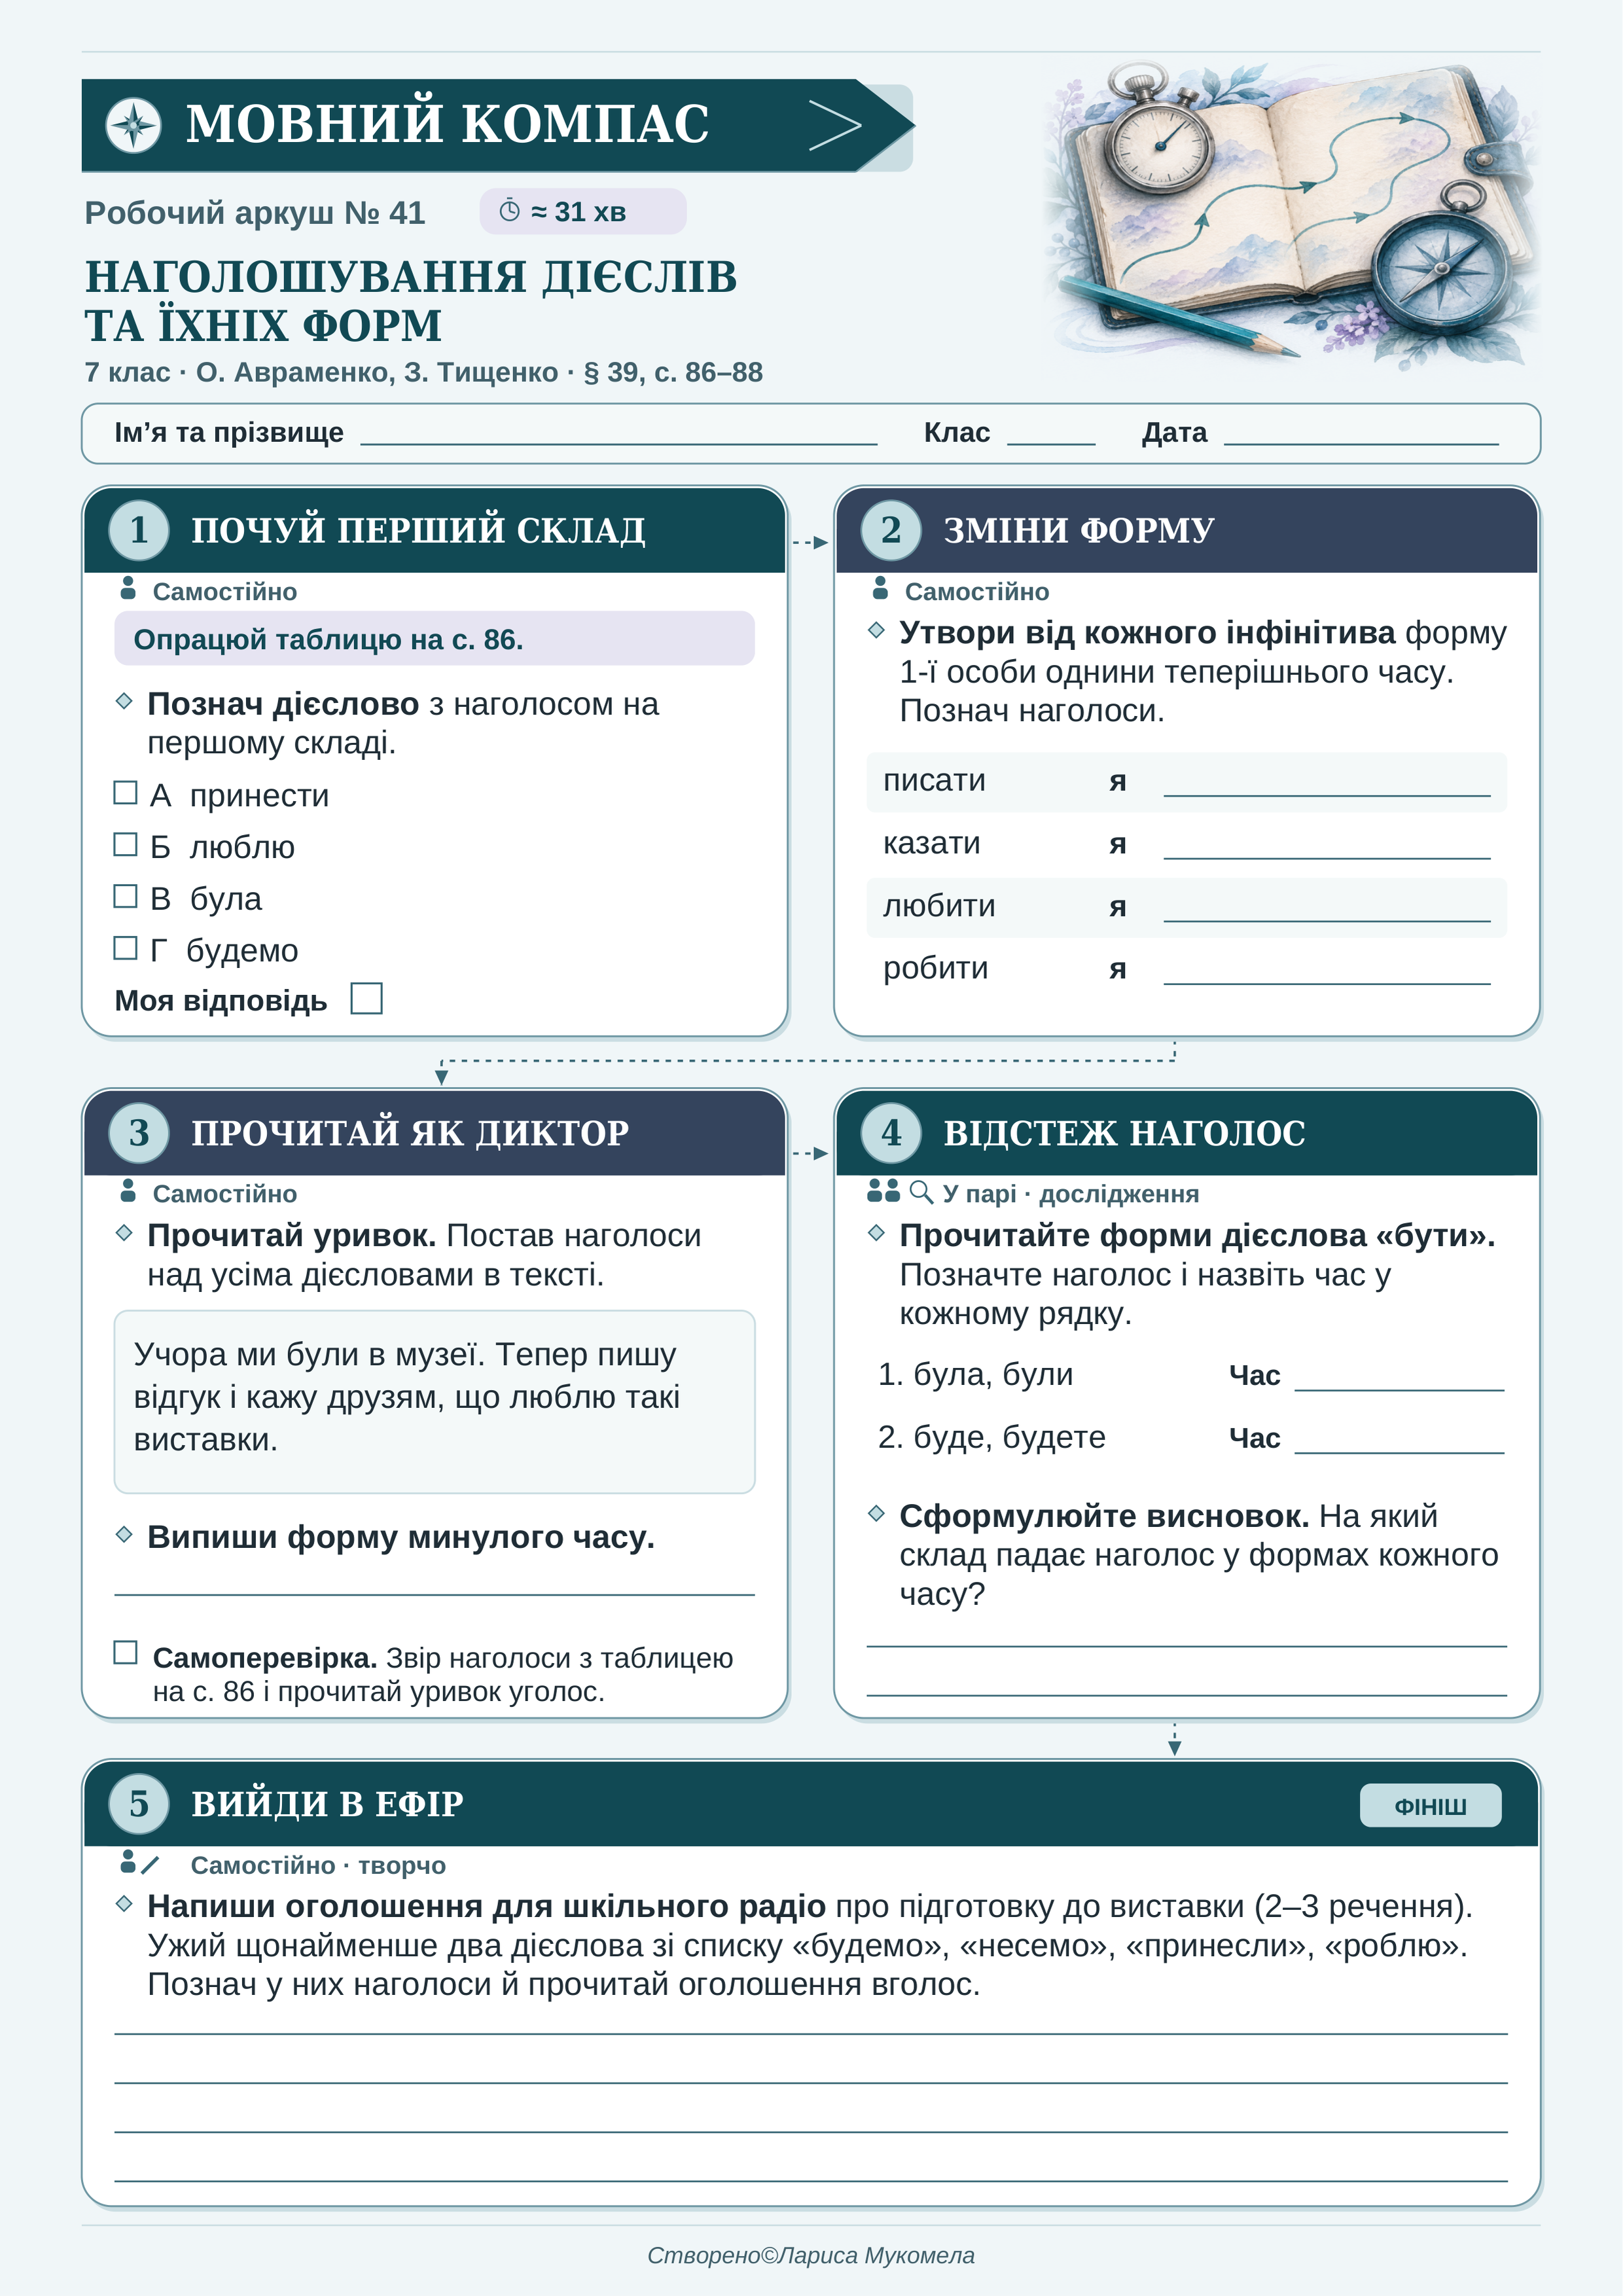 МОВНИЙ КОМПАС
Робочий аркуш № 41
≈ 31 хв
НАГОЛОШУВАННЯ ДІЄСЛІВ
ТА ЇХНІХ ФОРМ
7 клас · О. Авраменко, З. Тищенко · § 39, с. 86–88
Ім’я та прізвище
Клас
Дата
1 ПОЧУЙ ПЕРШИЙ СКЛАД
Самостійно
Опрацюй таблицю на с. 86.
Познач дієслово з наголосом на
першому складі.
А принести
Б люблю
В була
Г будемо
Моя відповідь
2 ЗМІНИ ФОРМУ
Самостійно
Утвори від кожного інфінітива форму
1-ї особи однини теперішнього часу.
Познач наголоси.
писати я
казати я
любити я
робити я
3 ПРОЧИТАЙ ЯК ДИКТОР
Самостійно
Прочитай уривок. Постав наголоси
над усіма дієсловами в тексті.
Учора ми були в музеї. Тепер пишу
відгук і кажу друзям, що люблю такі
виставки.
Випиши форму минулого часу.
Самоперевірка. Звір наголоси з таблицею
на с. 86 і прочитай уривок уголос.
4 ВІДСТЕЖ НАГОЛОС
У парі · дослідження
Прочитайте форми дієслова «бути».
Позначте наголос і назвіть час у
кожному рядку.
1. була, були Час
2. буде, будете Час
Сформулюйте висновок. На який
склад падає наголос у формах кожного
часу?
5 ВИЙДИ В ЕФІР
ФІНІШ
Самостійно · творчо
Напиши оголошення для шкільного радіо про підготовку до виставки (2–3 речення).
Ужий щонайменше два дієслова зі списку «будемо», «несемо», «принесли», «роблю».
Познач у них наголоси й прочитай оголошення вголос.
Створено©Лариса Мукомела